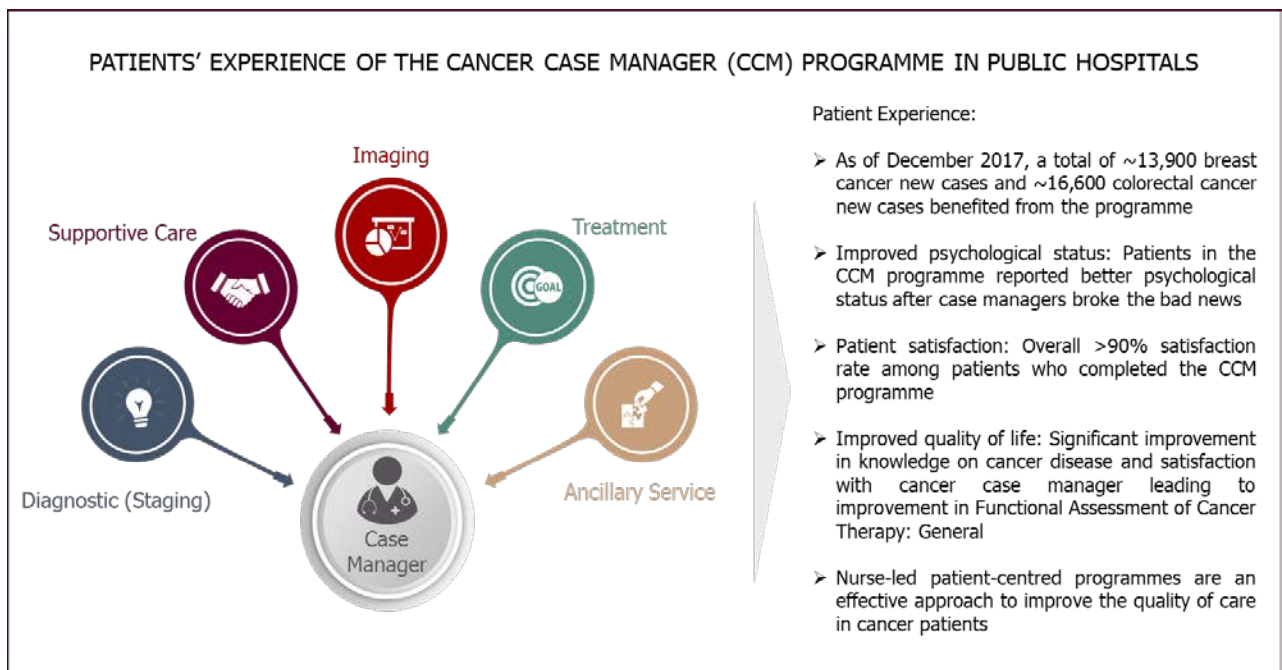 PATIENTS' EXPERIENCE OF THE CANCER CASE MANAGER (CCM) PROGRAMME IN PUBLIC HOSPITALS
Imaging
Supportive Care
Treatment
GOAL
Diagnostic (Staging)
Ancillary Service
Case
Manager
Patient Experience:
➢ As of December 2017, a total of ~13,900 breast
cancer new cases and ~16,600 colorectal cancer
new cases benefited from the programme
➢ Improved psychological status: Patients in the
CCM programme reported better psychological
status after case managers broke the bad news
➢ Patient satisfaction: Overall >90% satisfaction
rate among patients who completed the CCM
programme
➢ Improved quality of life: Significant improvement
in knowledge on cancer disease and satisfaction
with cancer case manager leading to
improvement in Functional Assessment of Cancer
Therapy: General
➢ Nurse-led patient-centred programmes are an
effective approach to improve the quality of care
in cancer patients